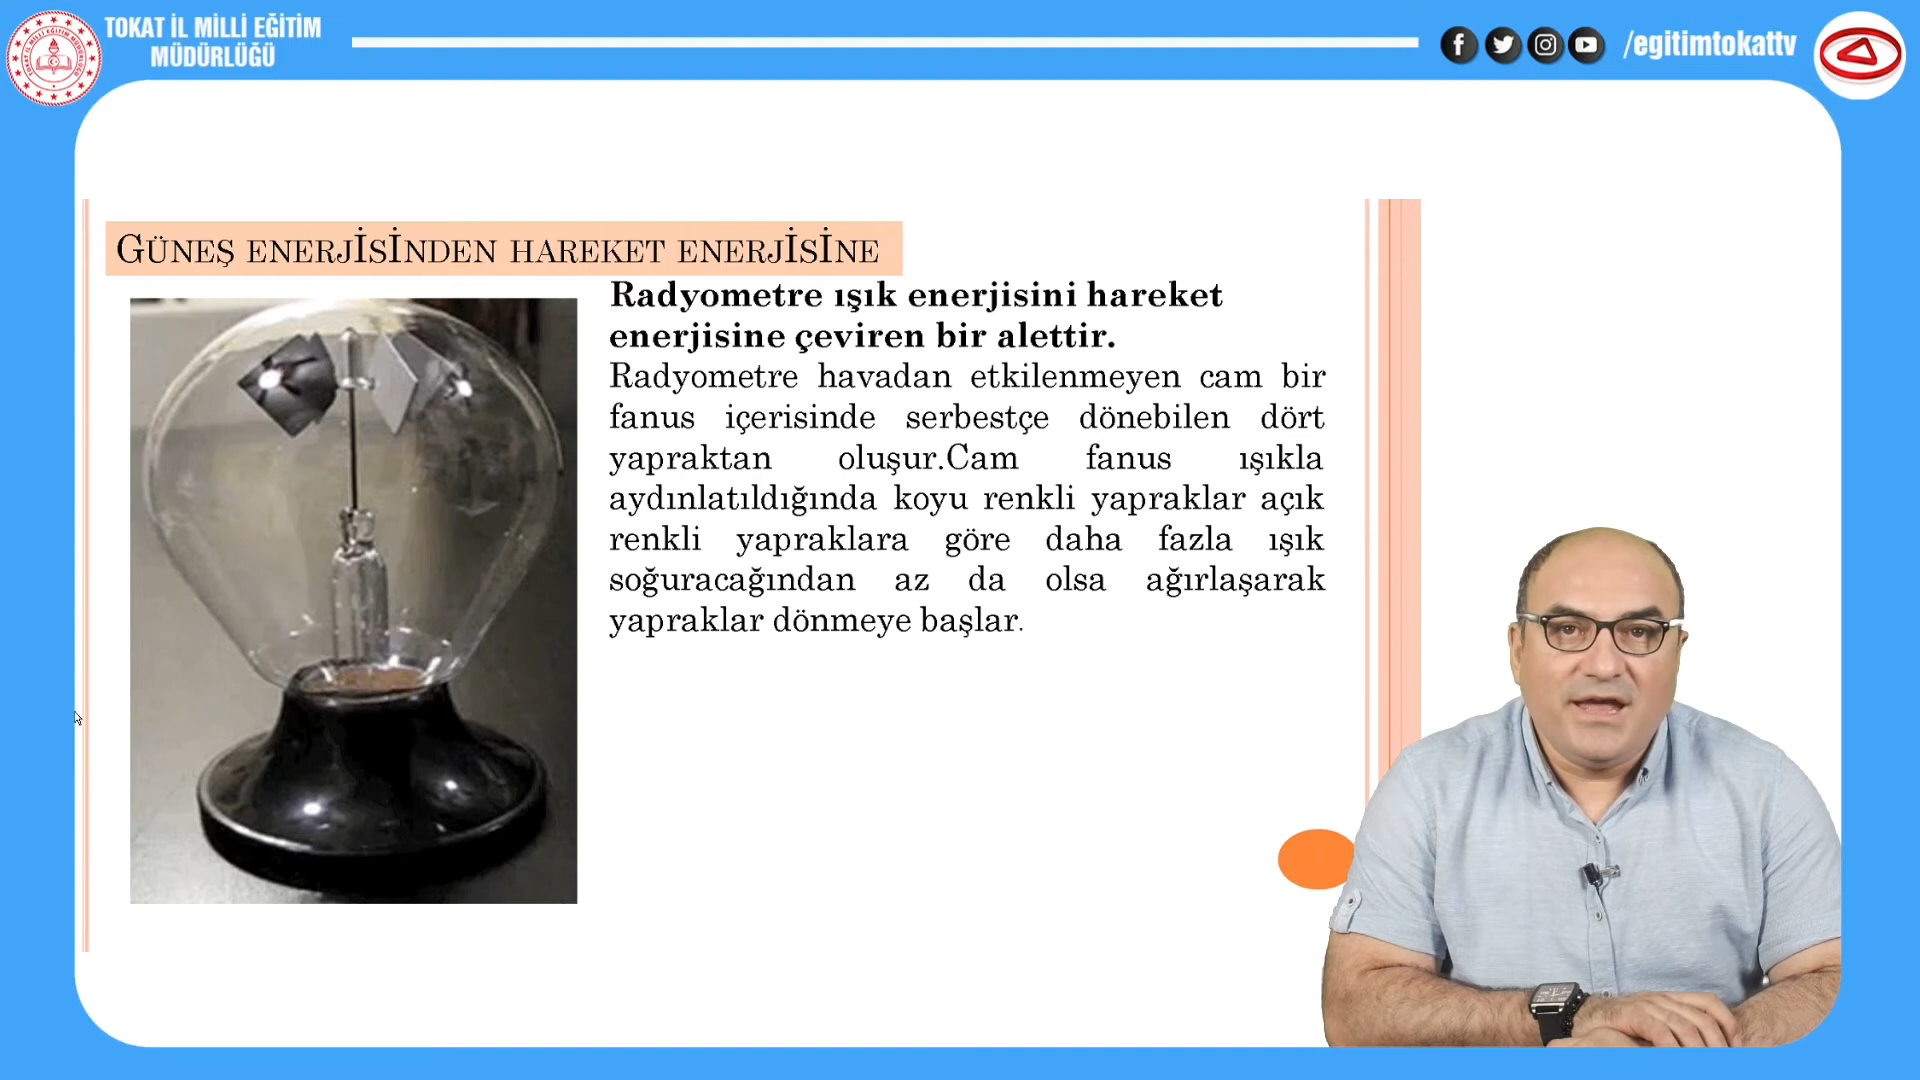 TOKAT İL MİLLİ EĞİTİM
MÜDÜRLÜĞÜ
/egitimtokattv
GÜNEŞ ENERJİSİNDEN HAREKET ENERJİSİNE
Radyometre ışık enerjisini hareket
enerjisine çeviren bir alettir.
Radyometre havadan etkilenmeyen cam bir
fanus içerisinde serbestçe dönebilen dört
yapraktan oluşur.Cam fanus ışıkla
aydınlatıldığında koyu renkli yapraklar açık
renkli yapraklara göre daha fazla ışık
soğuracağından az da olsa ağırlaşarak
yapraklar dönmeye başlar.